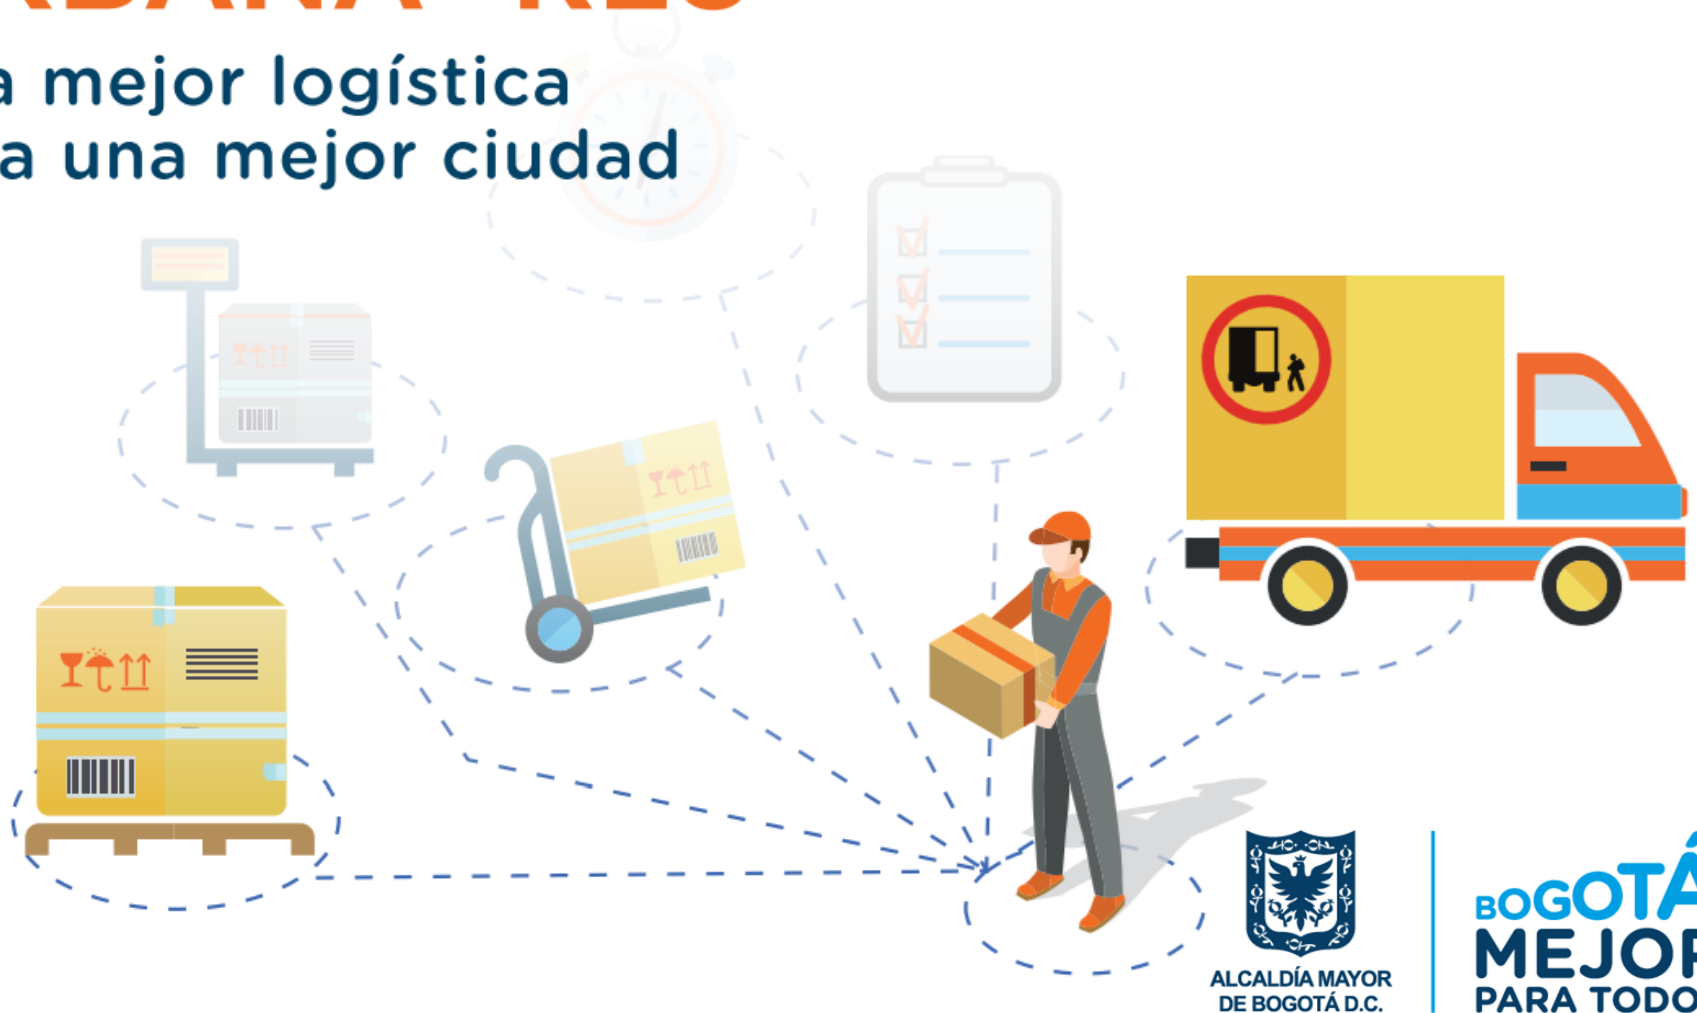 a mejor logística
a una mejor ciudad
ALCALDÍA MAYOR
DE BOGOTÁ D.C.
BOGOTÁ
MEJOR
PARA TODO